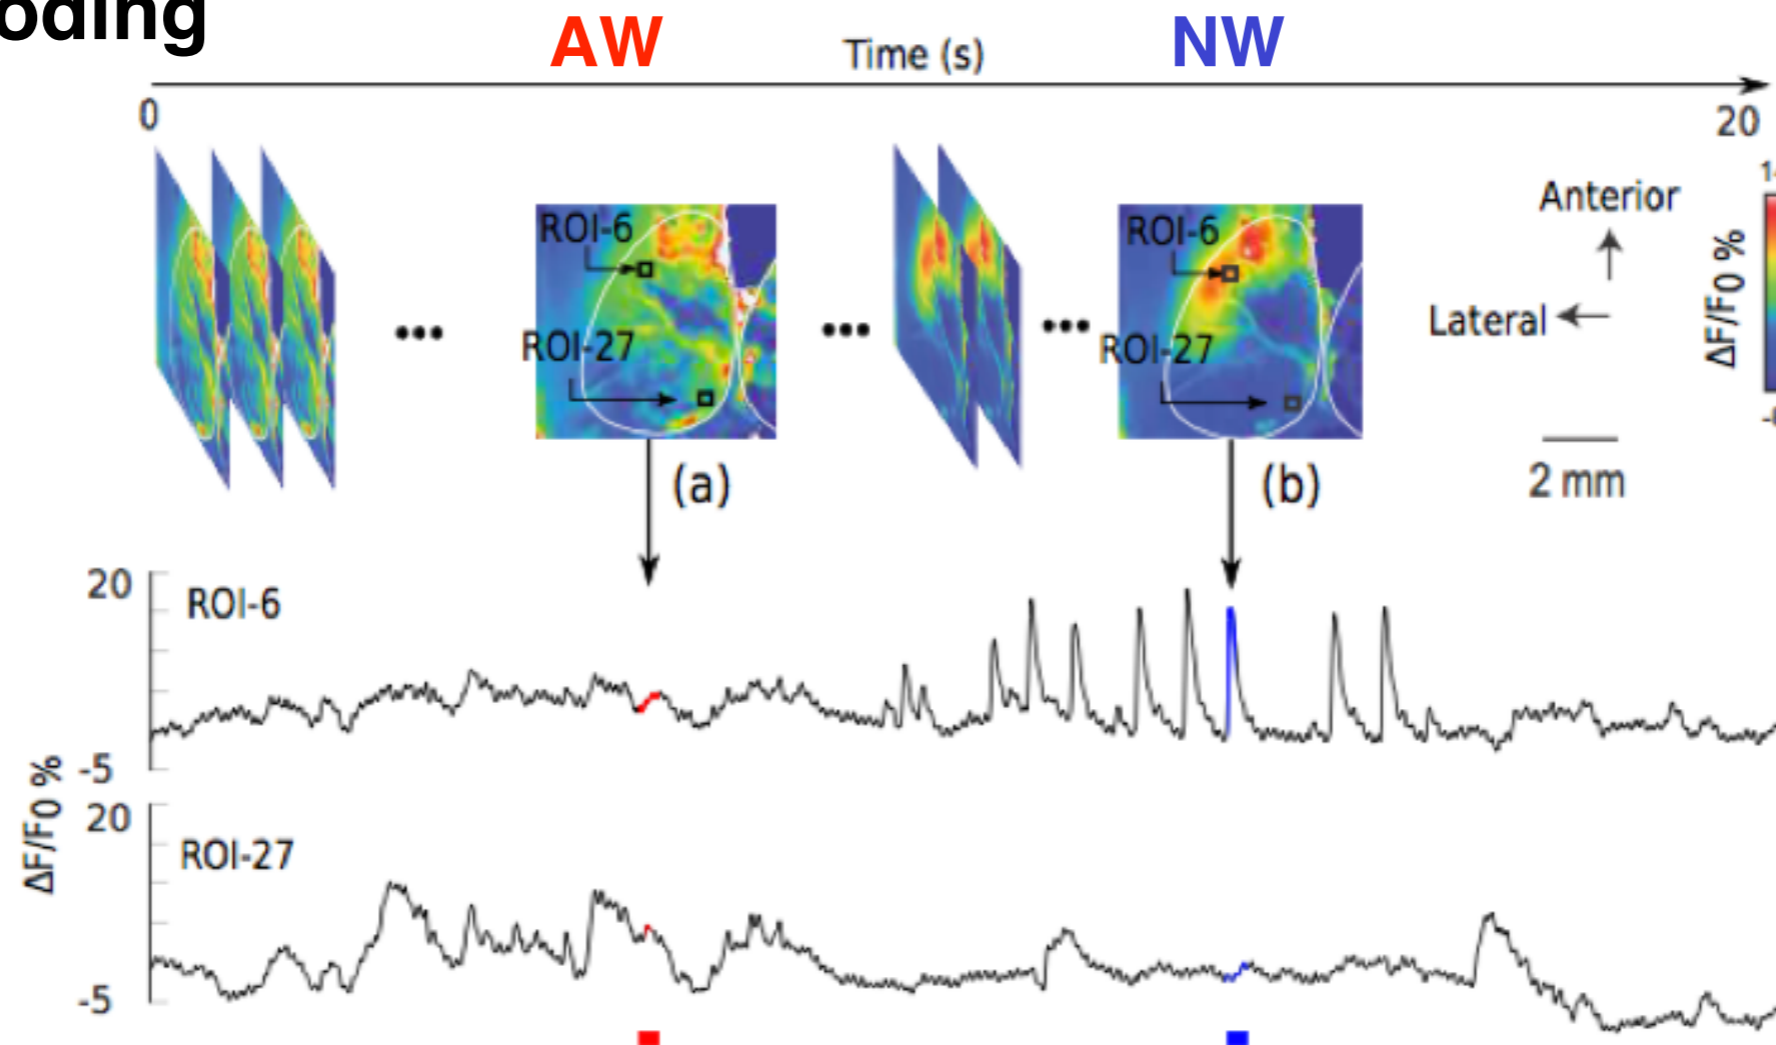 oding
AW
Time (s)
NW
0
20
ROI-6
ROI-27
ROI-6
ROI-27
Anterior
Lateral
ΔF/F0 %
(a)
(b)
2 mm
20
ROI-6
-5
ΔF/F0 %
20
ROI-27
-5